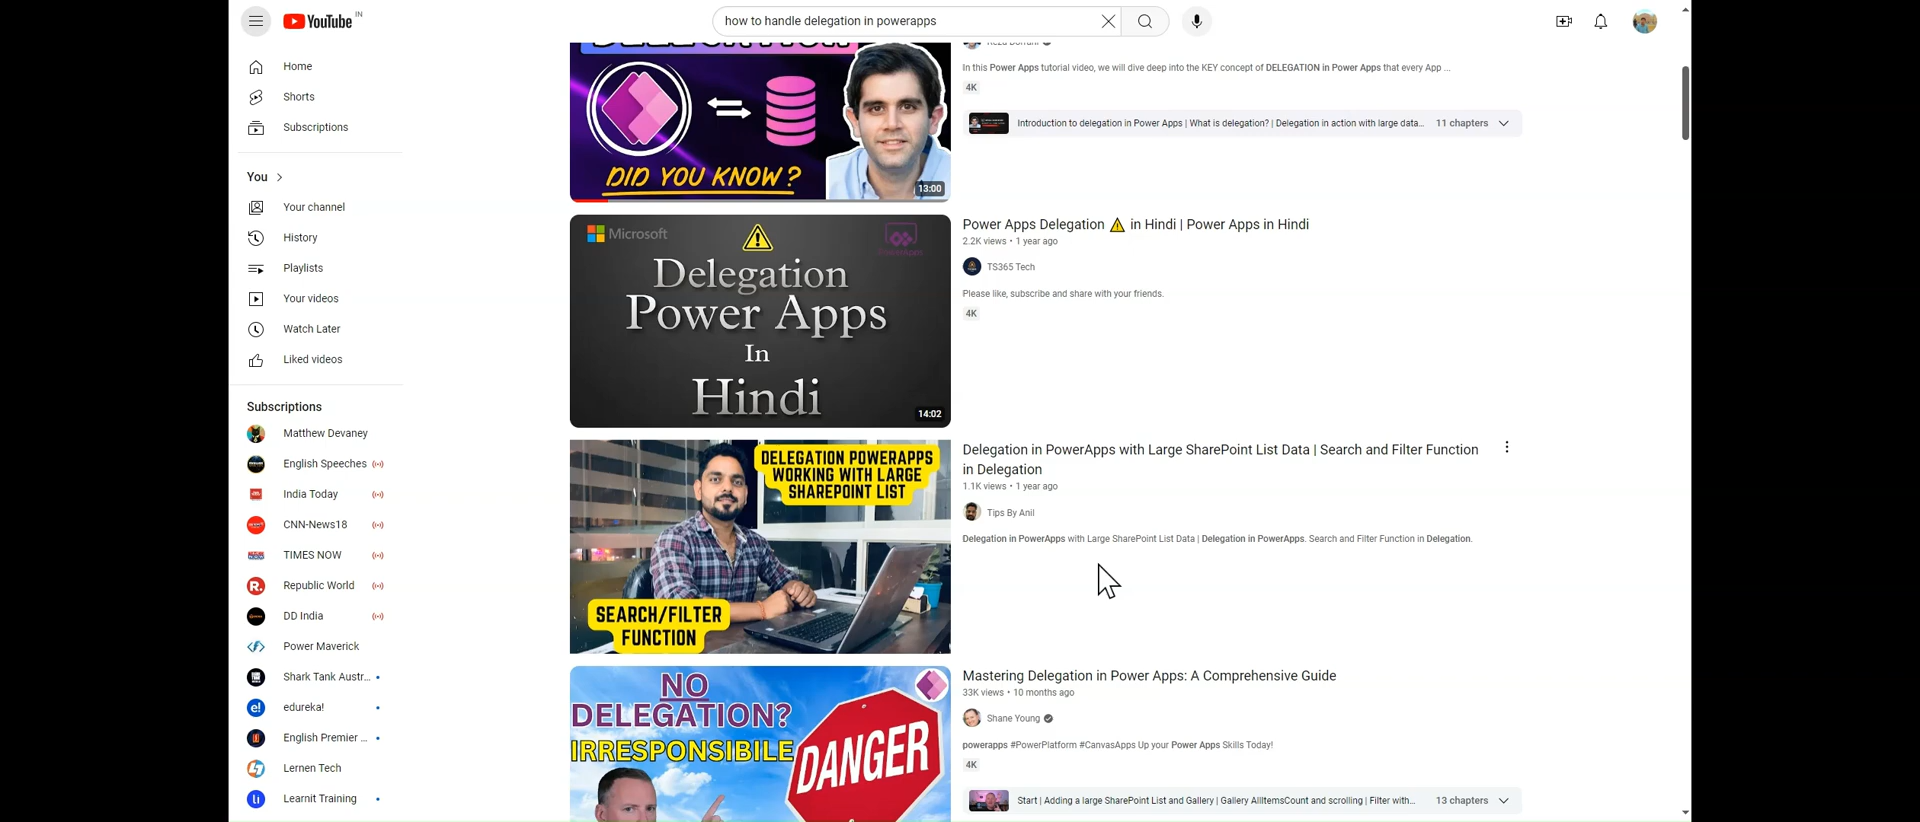 YouTube IN
how to handle delegation in powerapps
Home
Shorts
Subscriptions
You
Your channel
History
Playlists
Your videos
Watch Later
Liked videos
Subscriptions
Matthew Devaney
English Speeches
India Today
CNN-News18
TIMES NOW
Republic World
DD India
Power Maverick
Shark Tank Austr...
edureka!
English Premier ...
Lernen Tech
Learnit Training
DID YOU KNOW?
13:00
In this Power Apps tutorial video, we will dive deep into the KEY concept of DELEGATION in Power Apps that every App ...
4K
Introduction to delegation in Power Apps | What is delegation? | Delegation in action with large data...
11 chapters
Microsoft
Delegation
Power Apps
In
Hindi
14:02
Power Apps Delegation ⚠ in Hindi | Power Apps in Hindi
2.2K views • 1 year ago
TS365 Tech
Please like, subscribe and share with your friends.
4K
DELEGATION POWERAPPS
WORKING WITH LARGE
SHAREPOINT LIST
SEARCH/FILTER
FUNCTION
Delegation in PowerApps with Large SharePoint List Data | Search and Filter Function
in Delegation
1.1K views • 1 year ago
Tips By Anil
Delegation in PowerApps with Large SharePoint List Data | Delegation in PowerApps. Search and Filter Function in Delegation.
NO
DELEGATION?
IRRESPONSIBILE
DANGER
Mastering Delegation in Power Apps: A Comprehensive Guide
33K views • 10 months ago
Shane Young
powerapps #PowerPlatform #CanvasApps Up your Power Apps Skills Today!
4K
Start | Adding a large SharePoint List and Gallery | Gallery AllItemsCount and scrolling | Filter with...
13 chapters